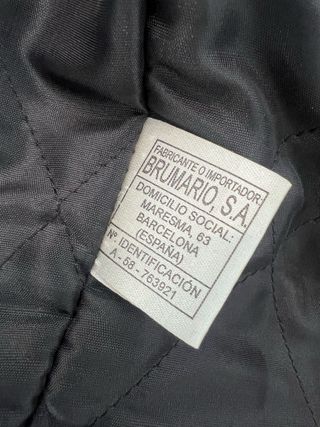 FABRICANTE O IMPORTADOR:
BRUMARIO, S.A.
DOMICILIO SOCIAL:
MARESMA, 63
BARCELONA
(ESPAÑA)
Nº. IDENTIFICACIÓN
A - 58 - 763921